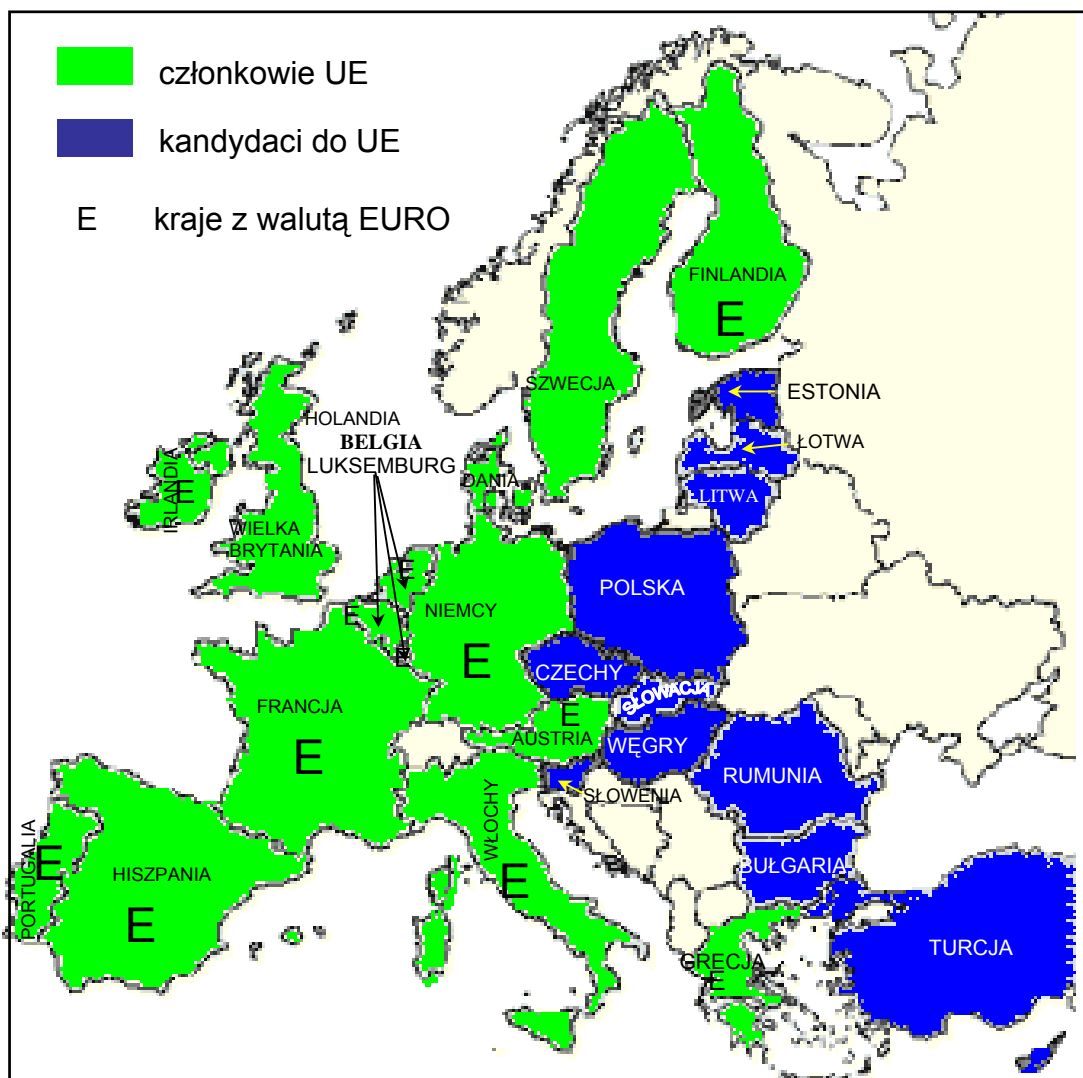 członkowie UE
kandydaci do UE
E kraje z walutą EURO
FINLANDIA
E
SZWECJA
ESTONIA
HOLANDIA
BELGIA
ŁOTWA
LUKSEMBURG
DANIA
IRLANDIA
E
LITWA
WIELKA
BRYTANIA
E
POLSKA
E
NIEMCY
E
E
CZECHY
SŁOWACJA
FRANCJA
E
E
AUSTRIA
WĘGRY
RUMUNIA
SŁOWENIA
WŁOCHY
E
PORTUGALIA
E
HISZPANIA
E
BUŁGARIA
TURCJA
GRECJA
E